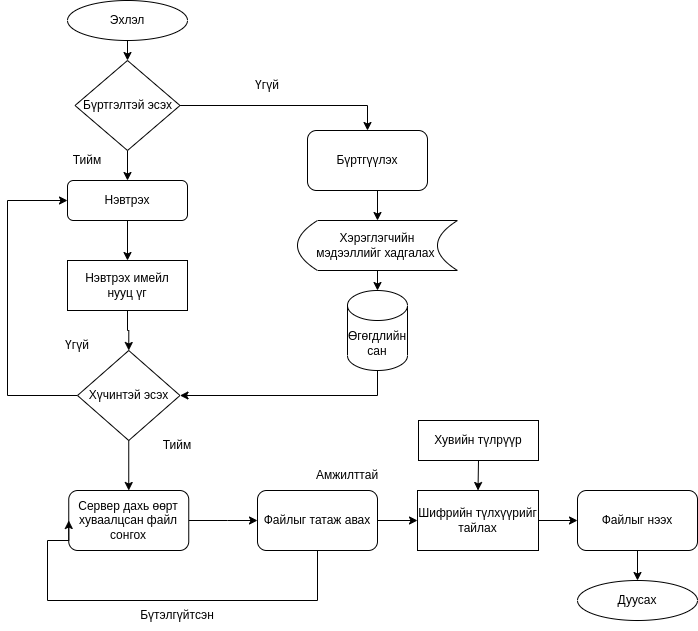 Эхлэл
Бүртгэлтэй эсэх
Үгүй
Тийм
Бүртгүүлэх
Нэвтрэх
Хэрэглэгчийн
мэдээллийг хадгалах
Нэвтрэх имейл
нууц үг
Өгөгдлийн
сан
Үгүй
Хүчинтэй эсэх
Тийм
Хувийн түлрүүр
Амжилттай
Сервер дахь өөрт
хуваалцсан файл
сонгох
Файлыг татаж авах
Шифрийн түлхүүрийг
тайлах
Файлыг нээх
Бүтэлгүйтсэн
Дуусах